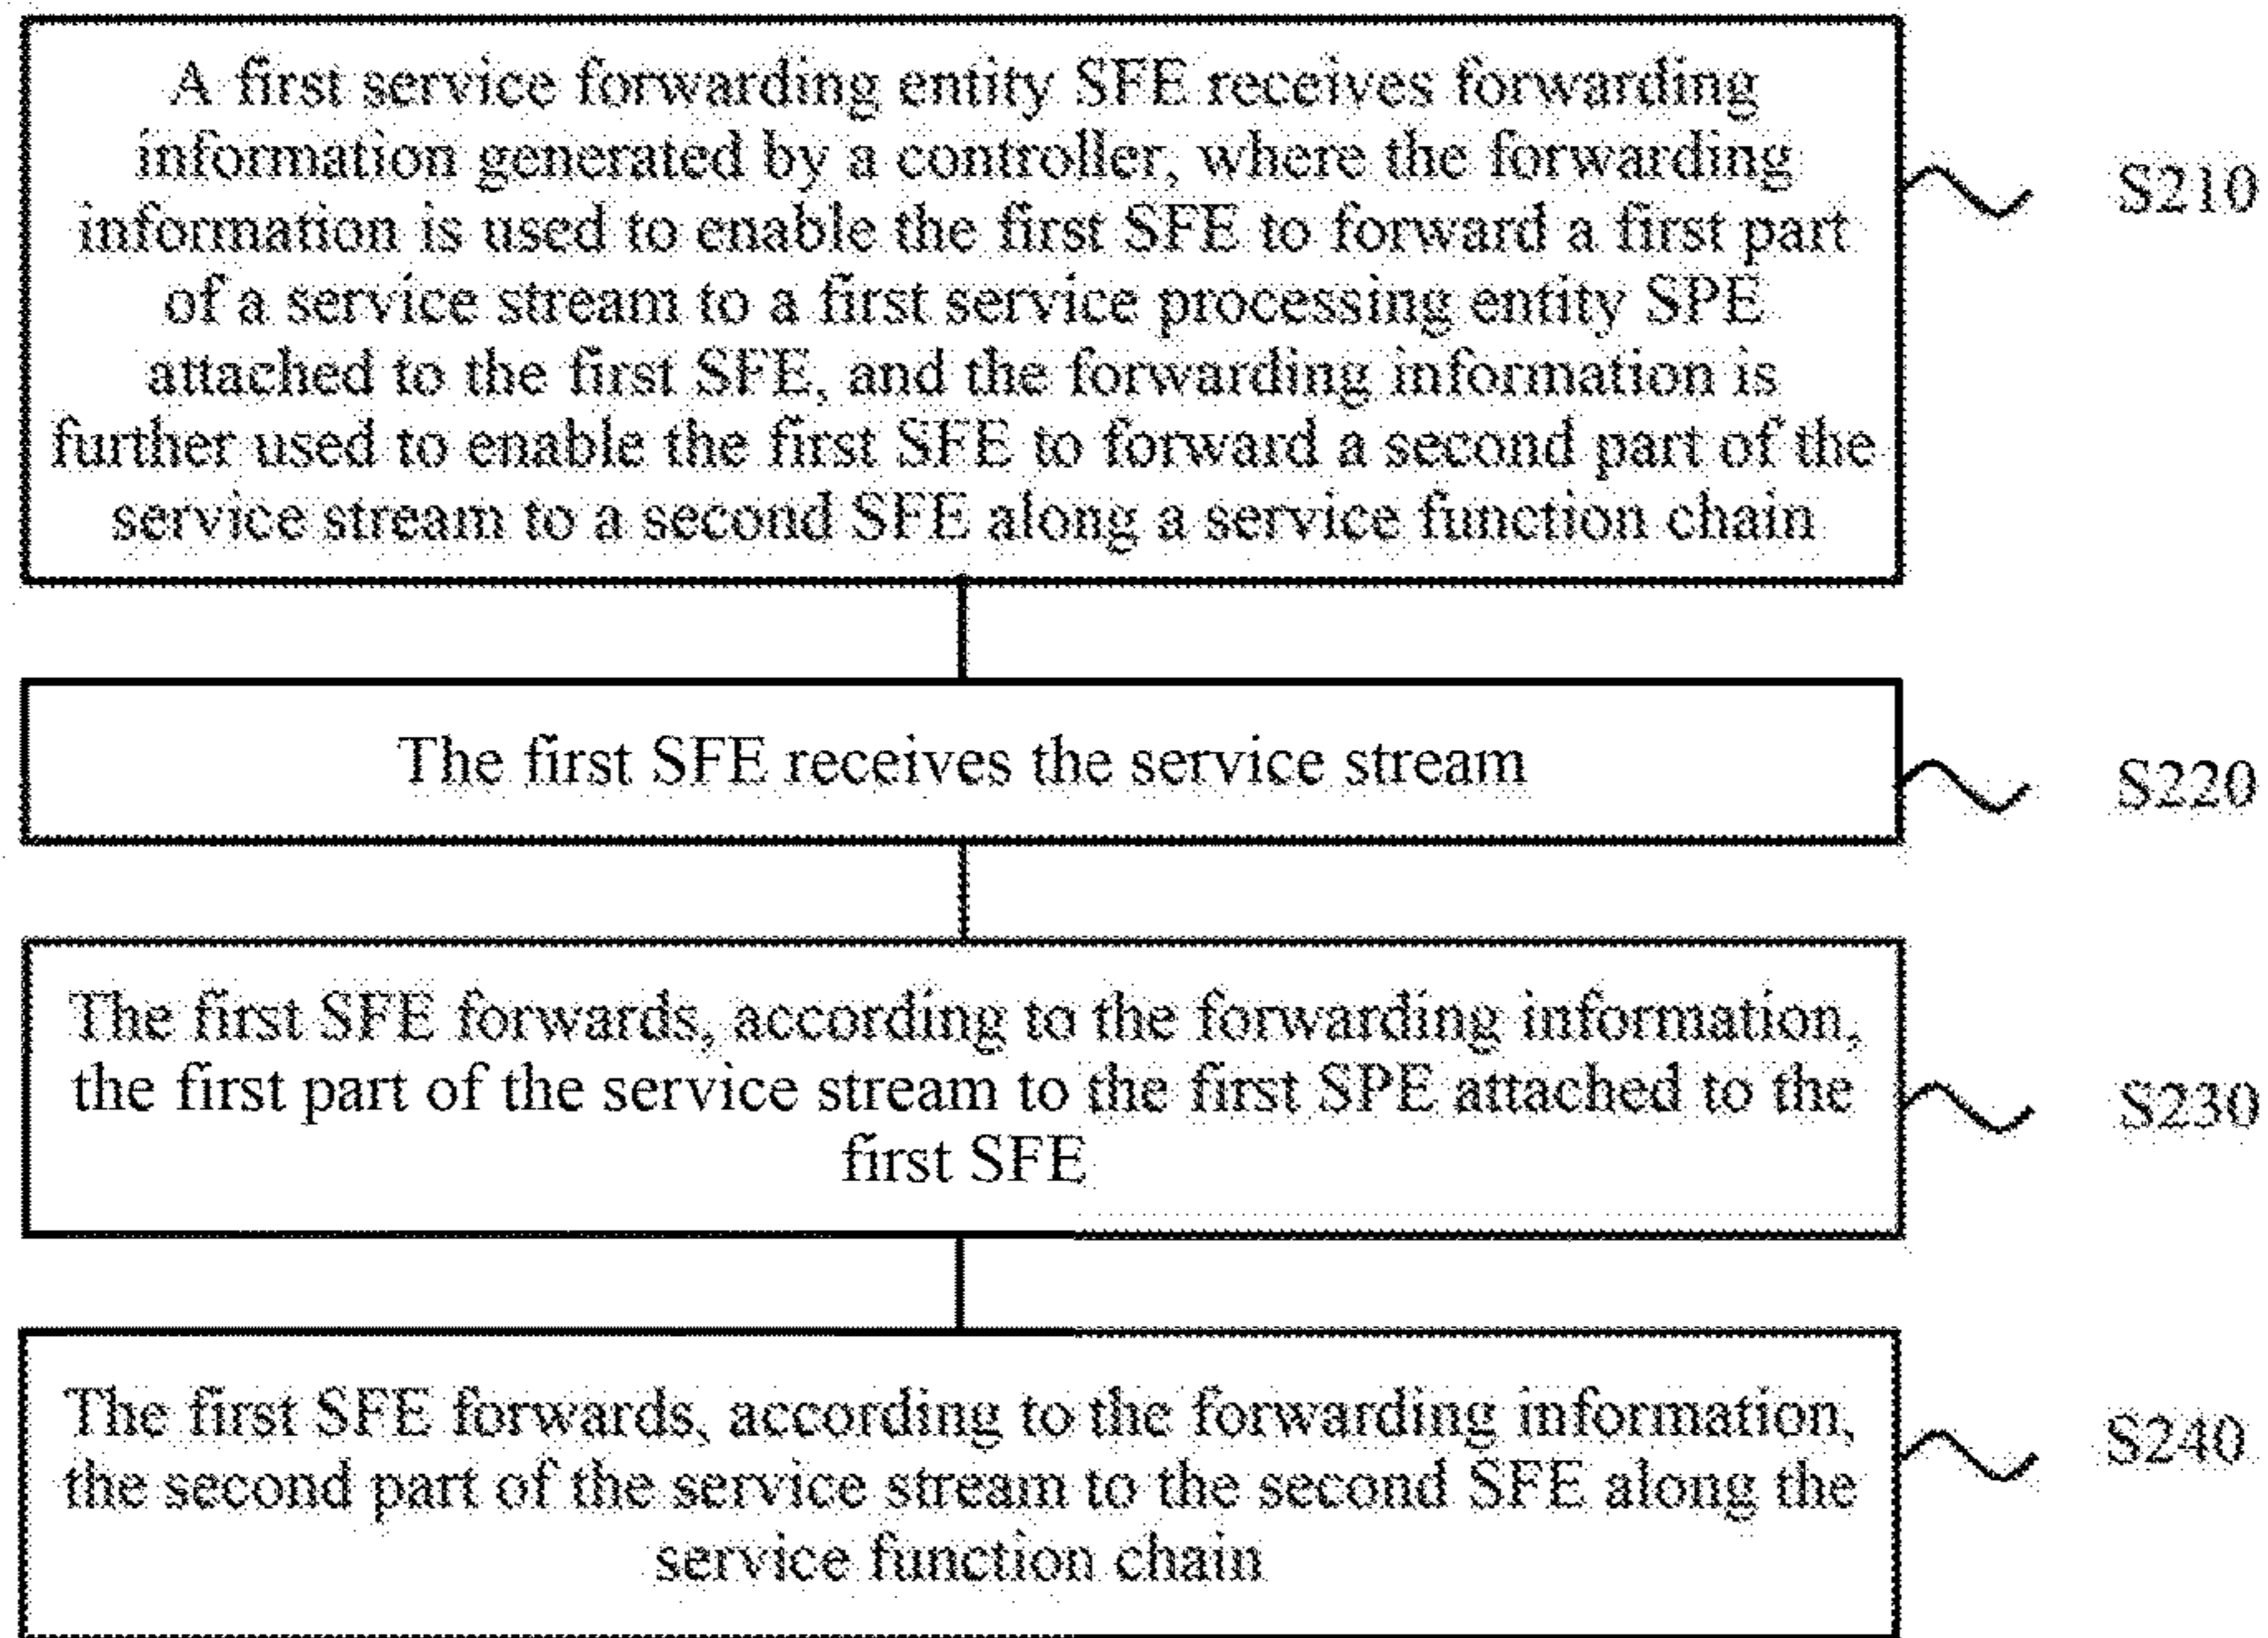 A first service forwarding entity SFE receives forwarding
information generated by a controller, where the forwarding
information is used to enable the first SFE to forward a first part
of a service stream to a first service processing entity SPE
attached to the first SFE, and the forwarding information is
further used to enable the first SFE to forward a second part of the
service stream to a second SFE along a service function chain
S210
The first SFE receives the service stream
S220
The first SFE forwards, according to the forwarding information,
the first part of the service stream to the first SPE attached to the
first SFE
S230
The first SFE forwards, according to the forwarding information,
the second part of the service stream to the second SFE along the
service function chain
S240